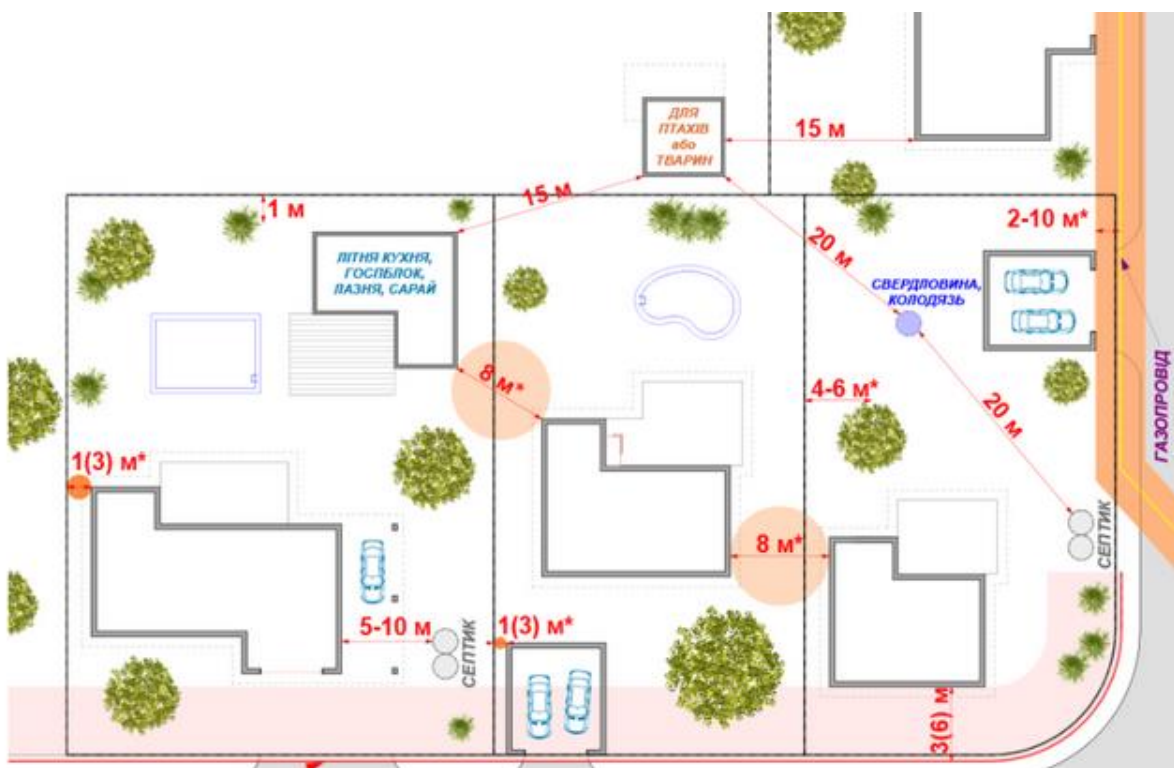 ДЛЯ
ПТАХІВ
або
ТВАРИН
15 м
15 м
1 м
20 м
2-10 м*
ЛІТНЯ КУХНЯ,
ГОСПБЛОК,
ЛАЗНЯ, САРАЙ
СВЕРДЛОВИНА,
КОЛОДЯЗЬ
8 м*
4-6 м*
20 м
ГАЗОПРОВІД
1(3) м*
8 м*
СЕПТИК
5-10 м
СЕПТИК
1(3) м*
3(6) м